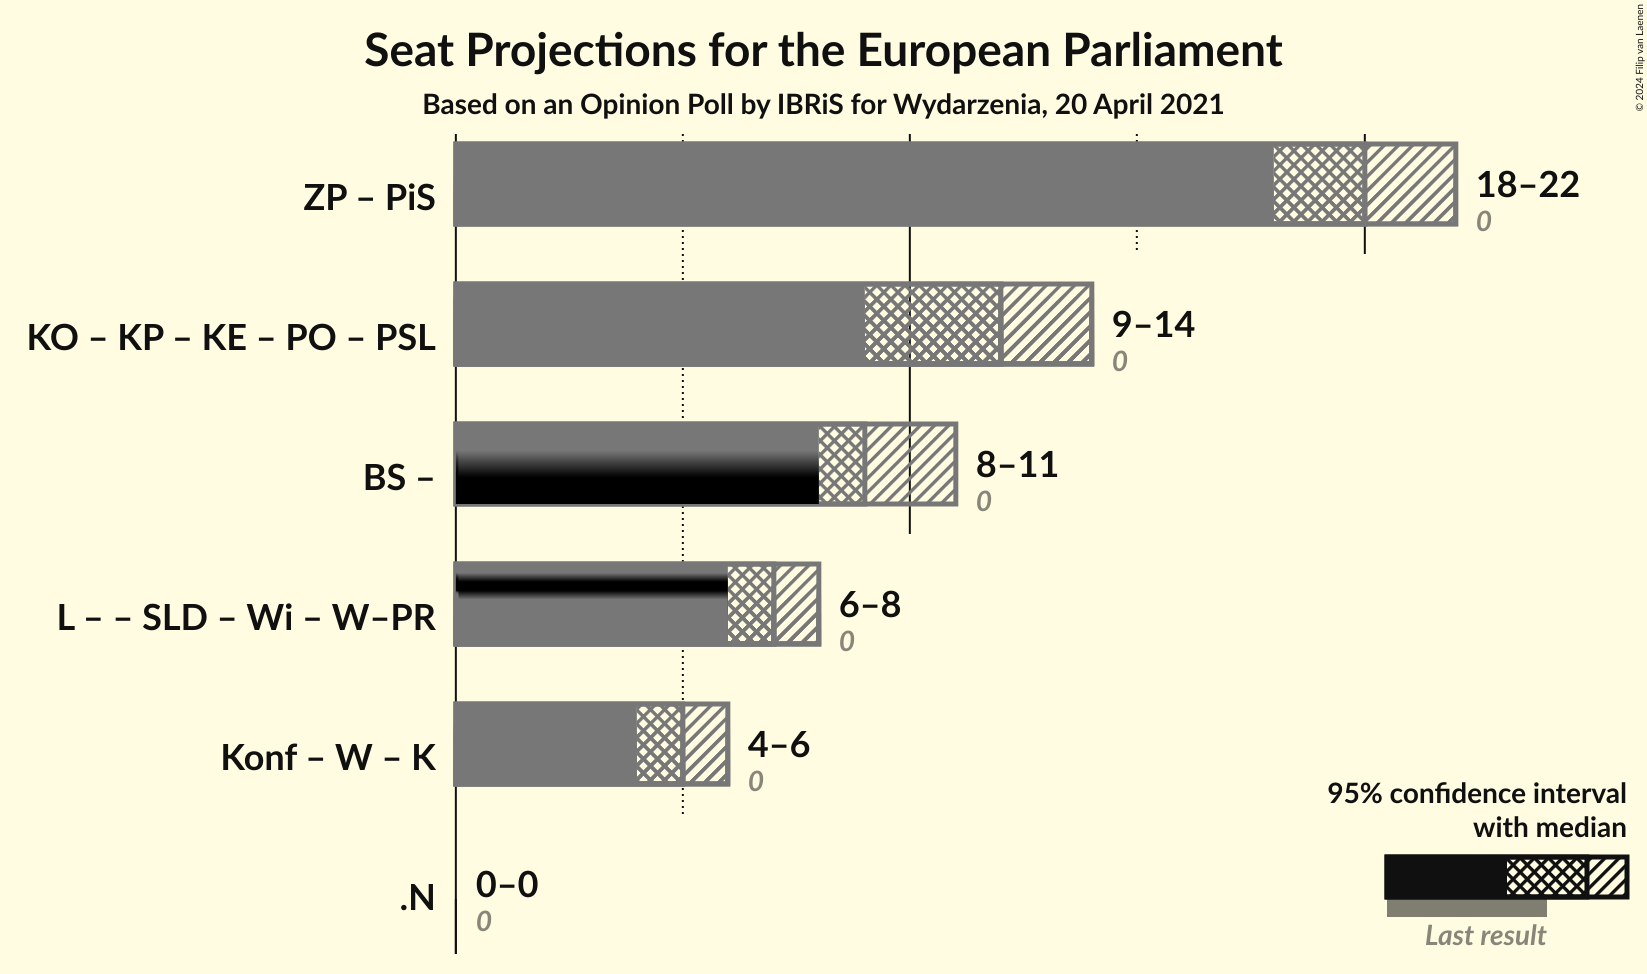 Seat Projections for the European Parliament
Based on an Opinion Poll by IBRiS for Wydarzenia, 20 April 2021
© 2024 Filip van Laenen
ZP – PiS
18–22
0
KO – KP – KE – PO – PSL
9–14
0
BS –
8–11
0
L – – SLD – Wi – W–PR
6–8
0
Konf – W – K
4–6
0
.N
0–0
0
95% confidence interval
with median
Last result